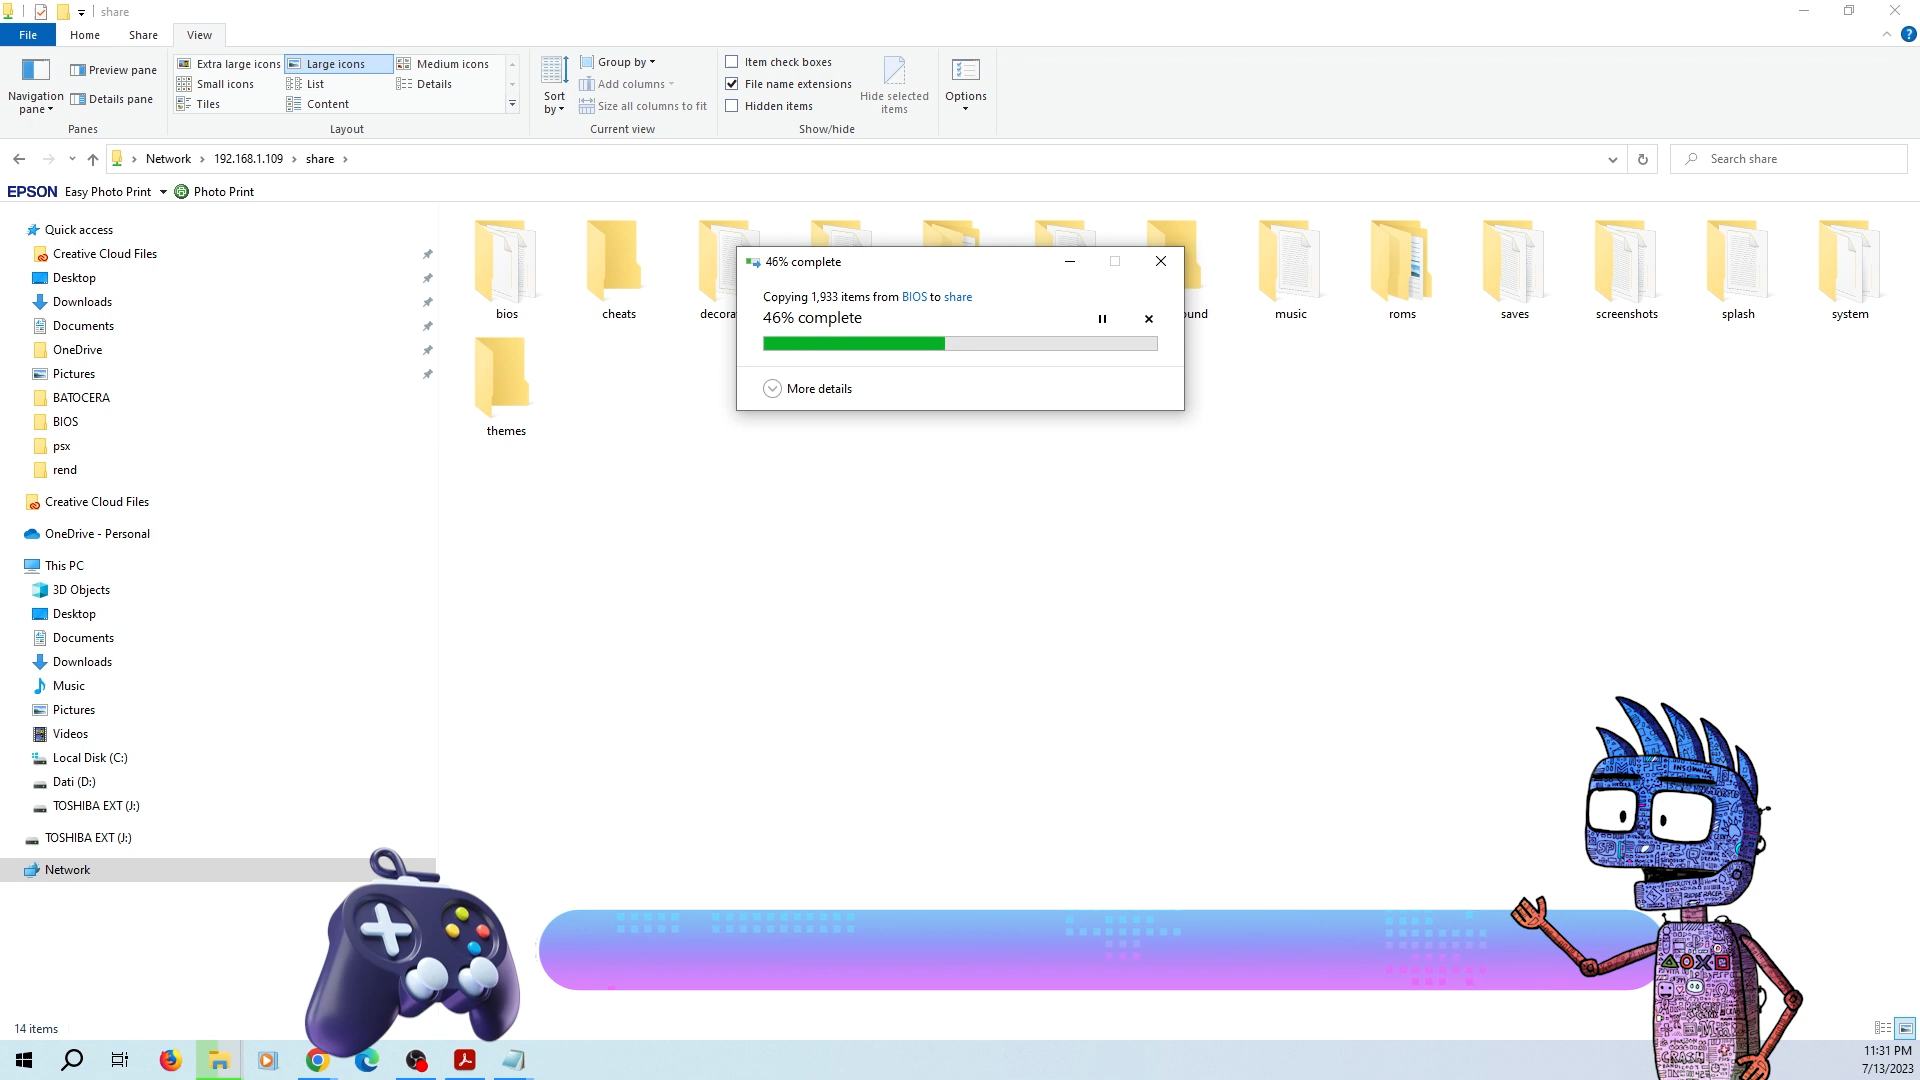 share
File Home Share View
Navigation pane
Preview pane
Details pane
Panes
Extra large icons Large icons Medium icons
Small icons List Details
Tiles Content
Layout
Sort by
Group by
Add columns
Size all columns to fit
Current view
Item check boxes
File name extensions
Hidden items
Hide selected items
Show/hide
Options
Network 192.168.1.109 share
Search share
EPSON Easy Photo Print Photo Print
Quick access
Creative Cloud Files
Desktop
Downloads
Documents
OneDrive
Pictures
BATOCERA
BIOS
psx
rend
Creative Cloud Files
OneDrive - Personal
This PC
3D Objects
Desktop
Documents
Downloads
Music
Pictures
Videos
Local Disk (C:)
Dati (D:)
TOSHIBA EXT (J:)
TOSHIBA EXT (J:)
Network
bios cheats decora ound music roms saves screenshots splash system
themes
46% complete
Copying 1,933 items from BIOS to share
46% complete
More details
14 items
11:31 PM
7/13/2023